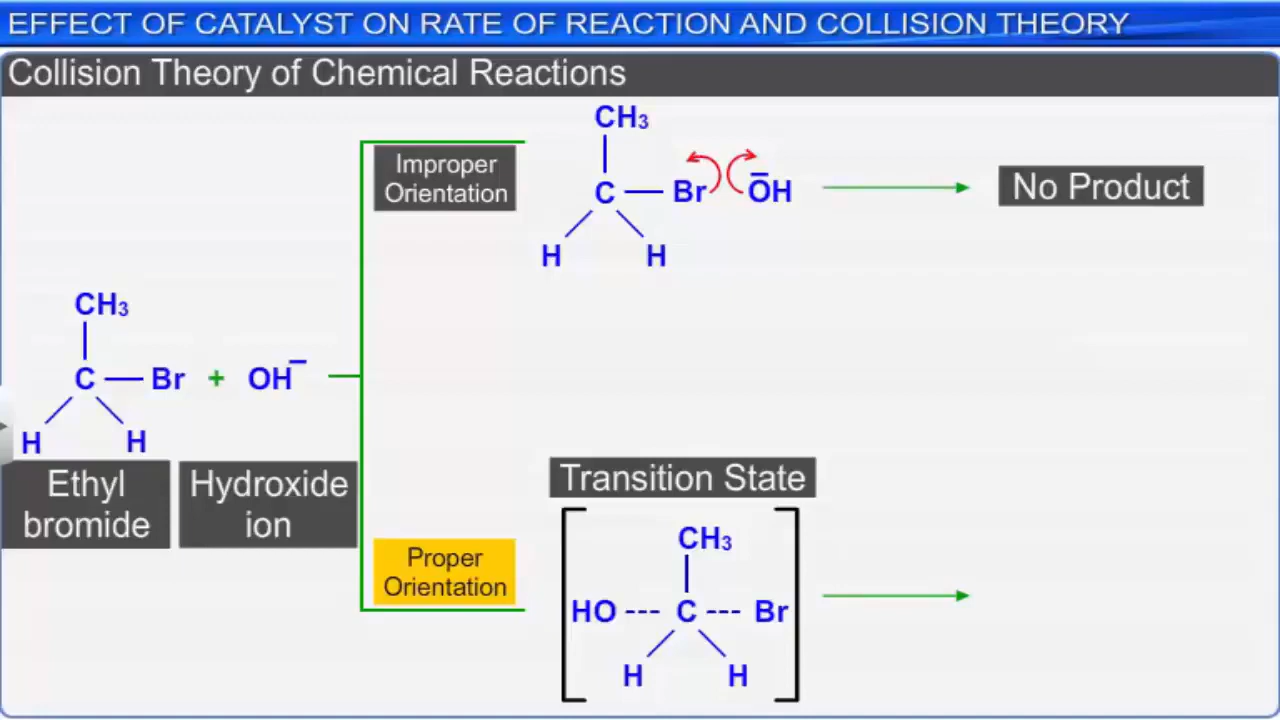 EFFECT OF CATALYST ON RATE OF REACTION AND COLLISION THEORY
Collision Theory of Chemical Reactions
Improper
Orientation
CH₃
C — Br ŌH
H H
No Product
CH₃
C — Br + OH⁻
H H
Ethyl
bromide
Hydroxide
ion
Proper
Orientation
Transition State
CH₃
HO --- C --- Br
H H